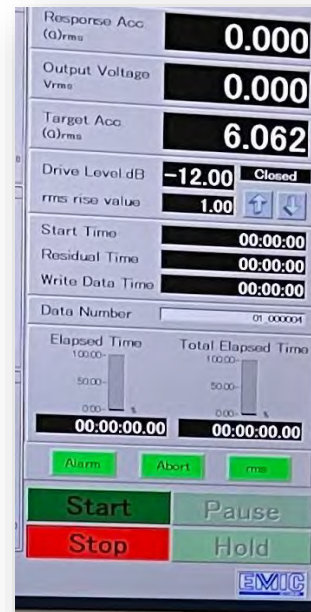 Response Acc.
(G)rms
0.000
Output Voltage
Vrms
0.000
Target Acc.
(G)rms
6.062
Drive Level.dB -12.00 Closed
rms rise value 1.00
Start Time 00:00:00
Residual Time 00:00:00
Write Data Time 00:00:00
Data Number 01_000004
Elapsed Time Total Elapsed Time
100.00- 100.00-
50.00- 50.00-
0.00- % 0.00- %
00:00:00.00 00:00:00.00
Alarm Abort rms
Start Pause
Stop Hold
EMIC